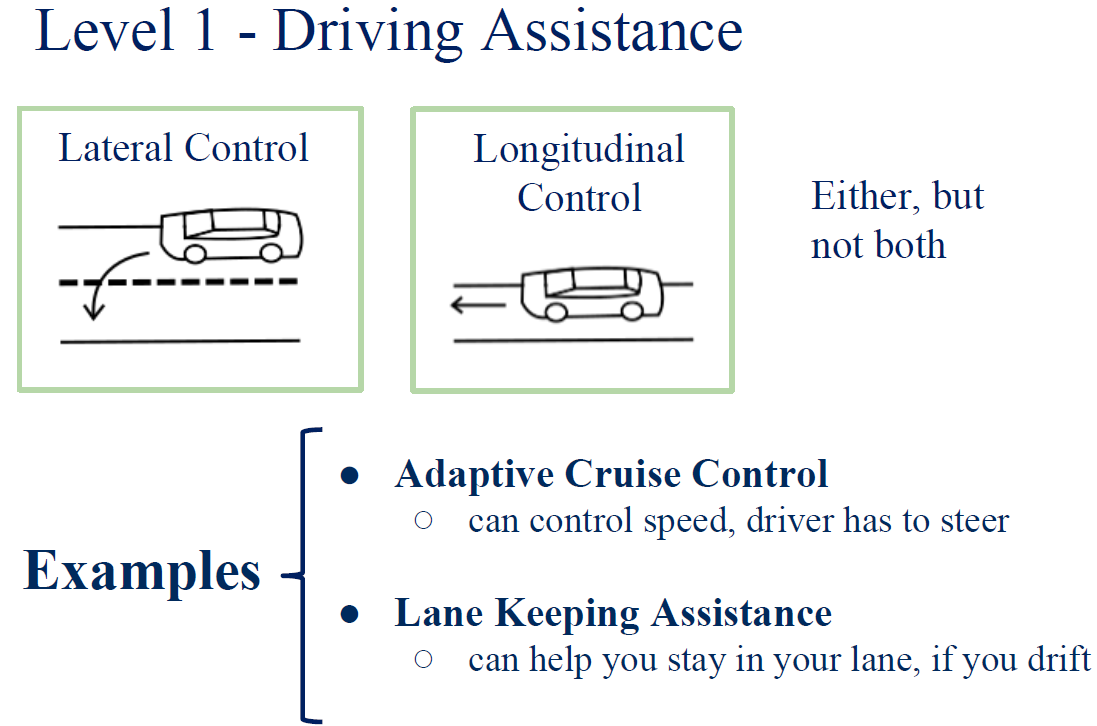 Level 1 - Driving Assistance
Lateral Control
Longitudinal
Control
Either, but
not both
Examples
● Adaptive Cruise Control
○ can control speed, driver has to steer
● Lane Keeping Assistance
○ can help you stay in your lane, if you drift